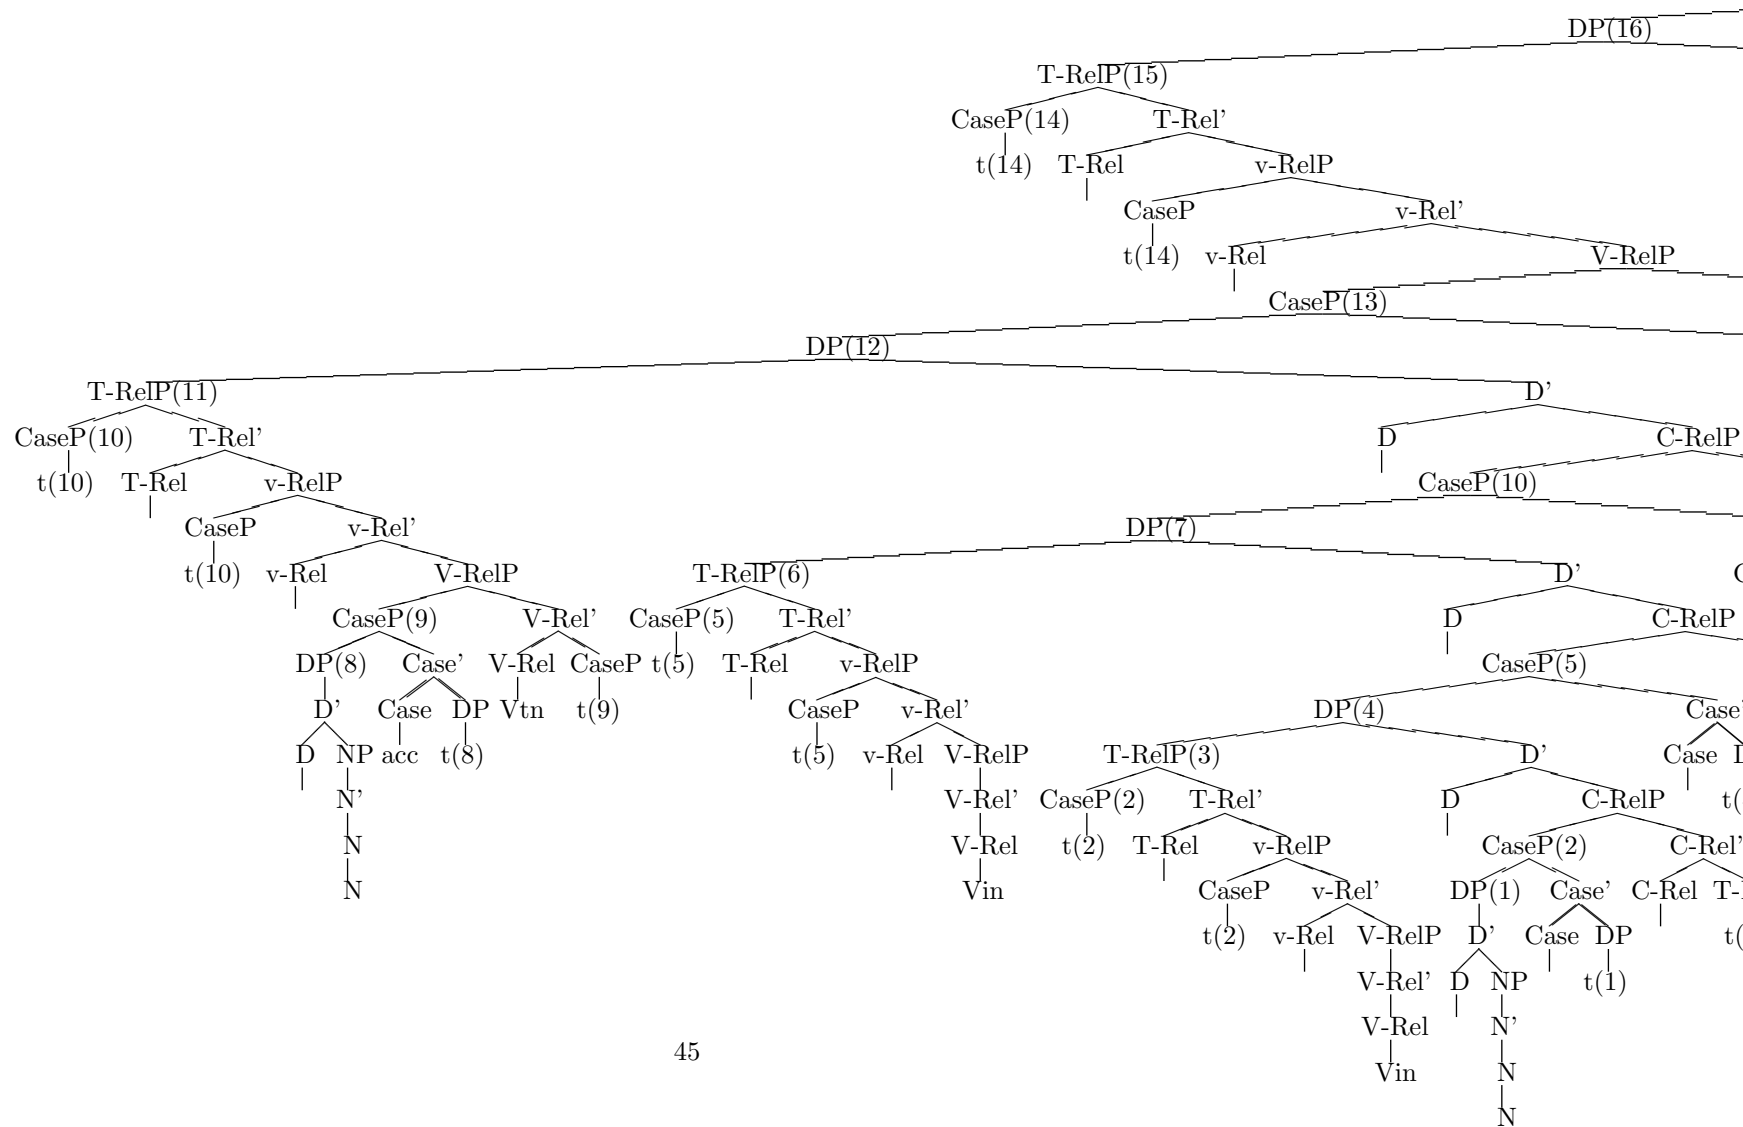 DP(16)
T-RelP(15)
CaseP(14) T-Rel'
t(14) T-Rel v-RelP
CaseP v-Rel'
t(14) v-Rel V-RelP
CaseP(13)
DP(12)
T-RelP(11) D'
CaseP(10) T-Rel' D C-RelP
t(10) T-Rel v-RelP CaseP(10)
CaseP v-Rel' DP(7)
t(10) v-Rel V-RelP T-RelP(6) D'
CaseP(9) V-Rel' CaseP(5) T-Rel' D C-RelP
DP(8) Case' V-Rel CaseP t(5) T-Rel v-RelP CaseP(5)
D' Case DP Vtn t(9) CaseP v-Rel' DP(4) Case'
D NP acc t(8) t(5) v-Rel V-RelP T-RelP(3) D' Case
N' V-Rel' CaseP(2) T-Rel' D C-RelP
N V-Rel t(2) T-Rel v-RelP CaseP(2) C-Rel'
N Vin CaseP v-Rel' DP(1) Case' C-Rel
t(2) v-Rel V-RelP D' Case DP
V-Rel' D NP t(1)
V-Rel N'
45
Vin N
N